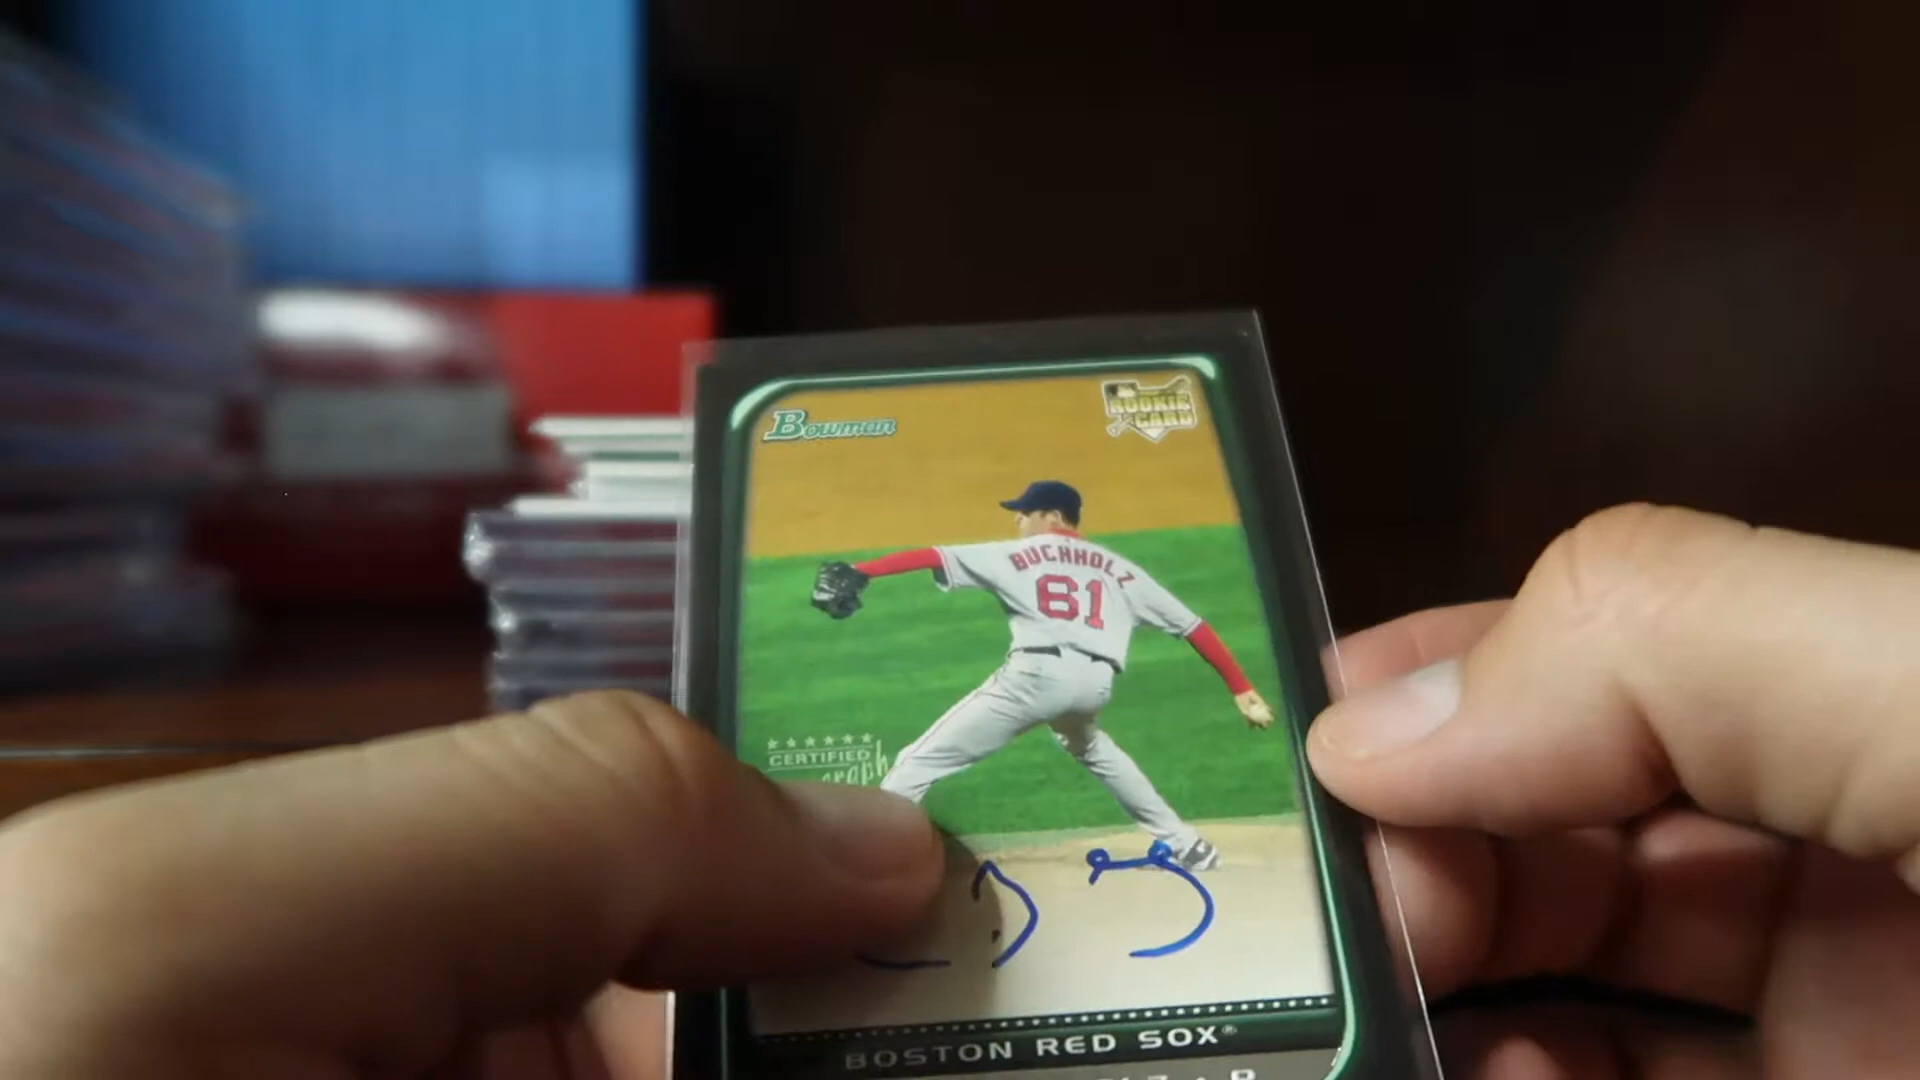 Bowman
ROOKIE
CARD
BUCHHOLZ
61
CERTIFIED
BOSTON RED SOX®